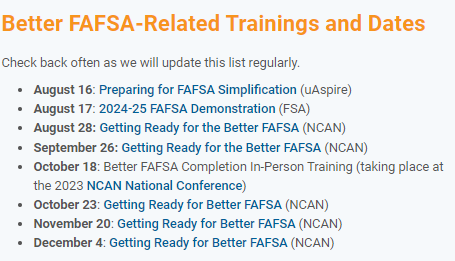 Better FAFSA-Related Trainings and Dates
Check back often as we will update this list regularly.
• August 16: Preparing for FAFSA Simplification (uAspire)
• August 17: 2024-25 FAFSA Demonstration (FSA)
• August 28: Getting Ready for the Better FAFSA (NCAN)
• September 26: Getting Ready for the Better FAFSA (NCAN)
• October 18: Better FAFSA Completion In-Person Training (taking place at
the 2023 NCAN National Conference)
• October 23: Getting Ready for Better FAFSA (NCAN)
• November 20: Getting Ready for Better FAFSA (NCAN)
• December 4: Getting Ready for Better FAFSA (NCAN)